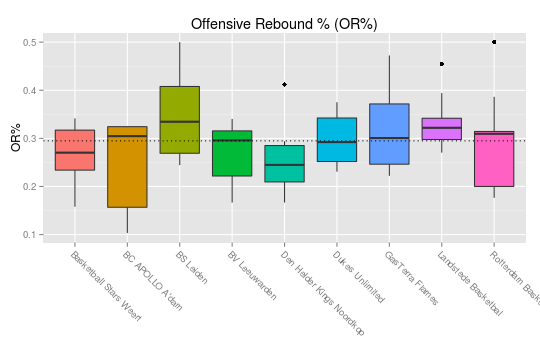 Offensive Rebound % (OR%)
OR%
0.5
0.4
0.3
0.2
0.1
Basketball Stars Weert
BC APOLLO A'dam
BS Leiden
BV Leeuwarden
Den Helder Kings Noordkop
Dukes Unlimited
GasTerra Flames
Landstede Basketbal
Rotterdam Bask